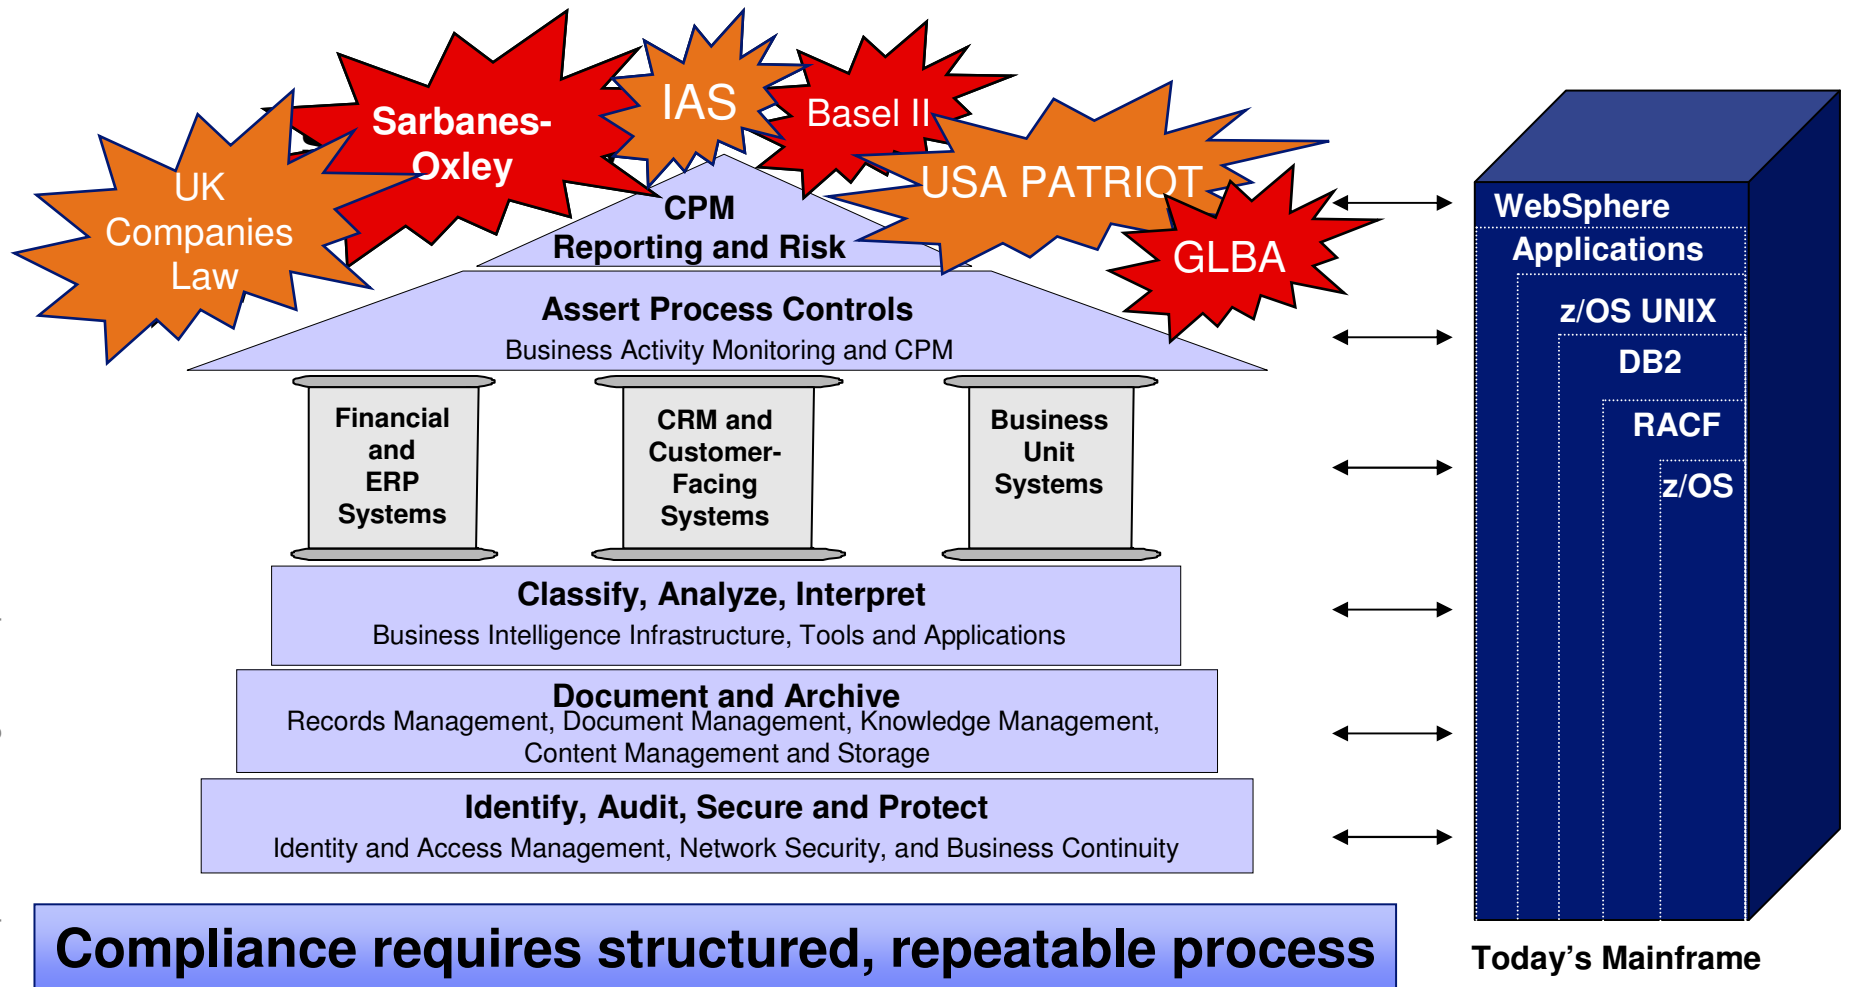 Sarbanes-
Oxley
IAS
Basel II
UK
Companies
Law
USA PATRIOT
GLBA
CPM
Reporting and Risk
Assert Process Controls
Business Activity Monitoring and CPM
Financial
and
ERP
Systems
CRM and
Customer-
Facing
Systems
Business
Unit
Systems
Classify, Analyze, Interpret
Business Intelligence Infrastructure, Tools and Applications
Document and Archive
Records Management, Document Management, Knowledge Management,
Content Management and Storage
Identify, Audit, Secure and Protect
Identity and Access Management, Network Security, and Business Continuity
Compliance requires structured, repeatable process
WebSphere
Applications
z/OS UNIX
DB2
RACF
z/OS
Today's Mainframe